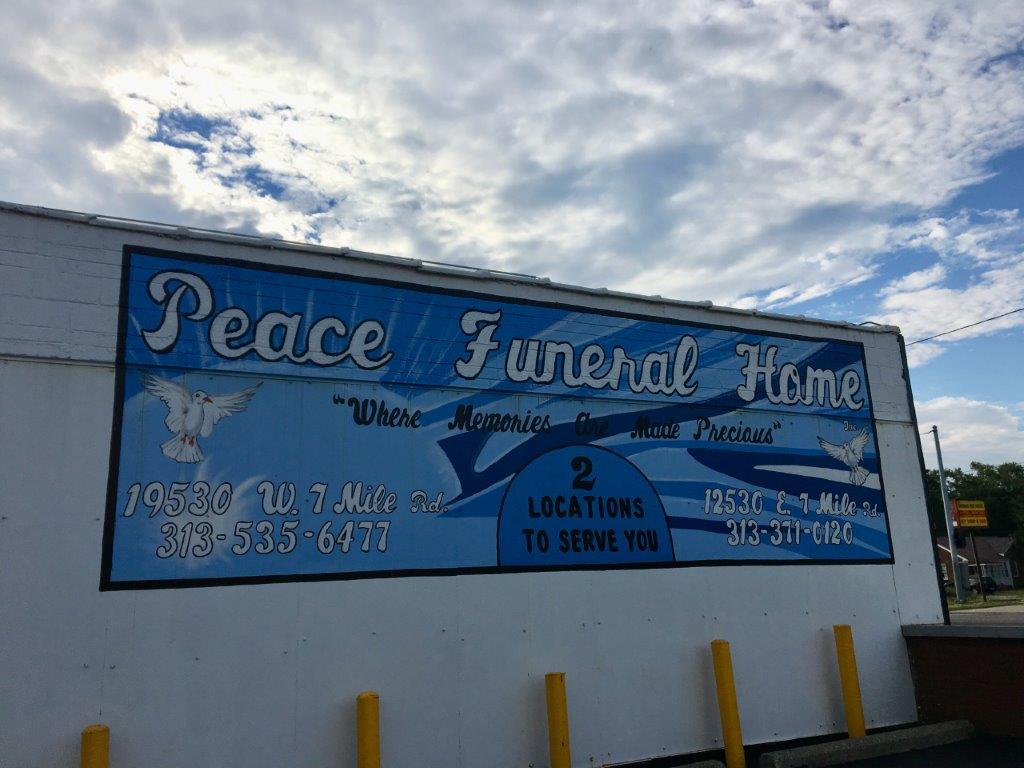 Peace Funeral Home
Inc.
"Where Memories Are Made Precious"
19530 W. 7 Mile Rd.
313-535-6477
2
LOCATIONS
TO SERVE YOU
12530 E. 7 Mile Rd.
313-371-0120